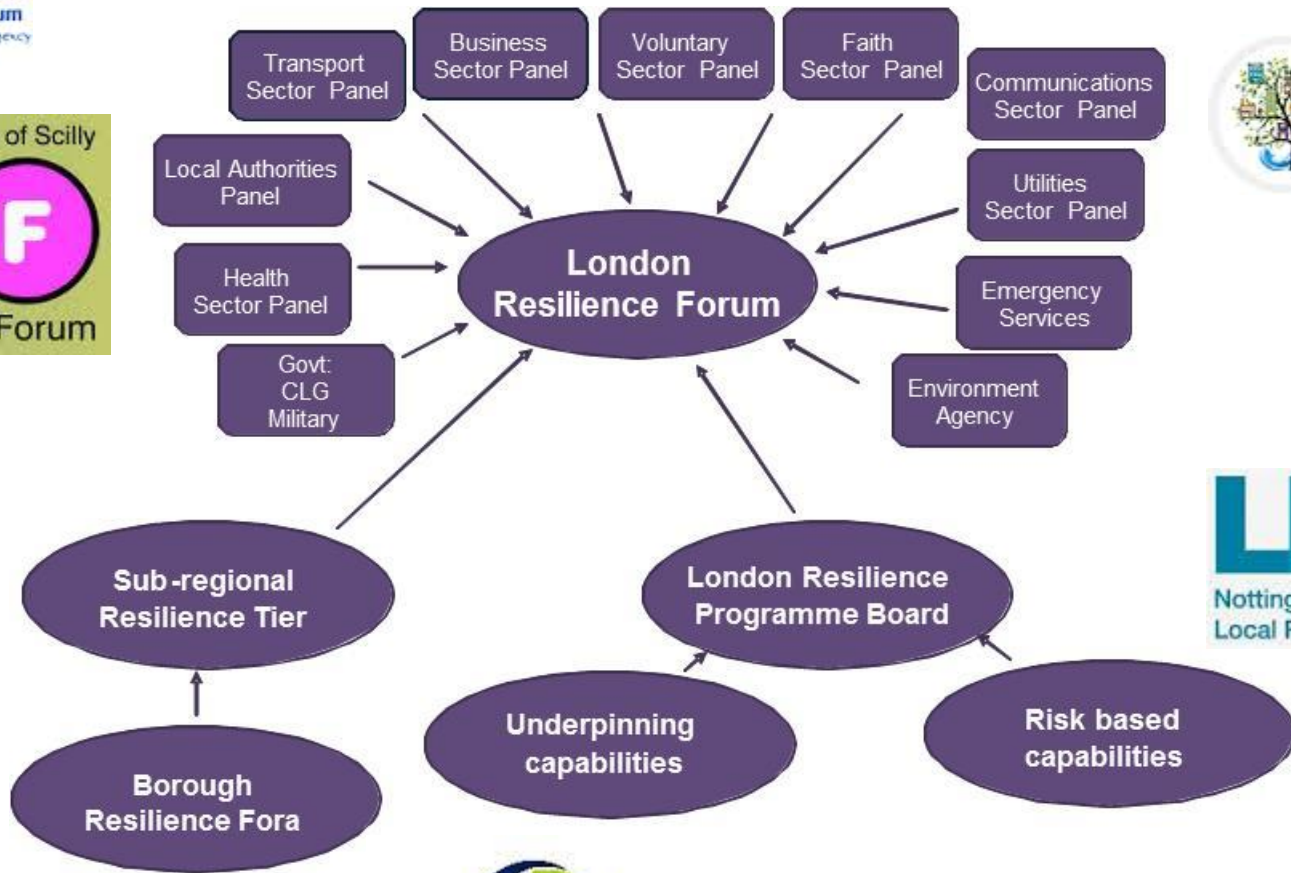 Transport
Sector Panel
Business
Sector Panel
Voluntary
Sector Panel
Faith
Sector Panel
Communications
Sector Panel
Local Authorities
Panel
Utilities
Sector Panel
of Scilly
F
Forum
Health
Sector Panel
London
Resilience Forum
Emergency
Services
Govt:
CLG
Military
Environment
Agency
Sub-regional
Resilience Tier
London Resilience
Programme Board
Local
Underpinning
capabilities
Risk based
capabilities
Borough
Resilience Fora